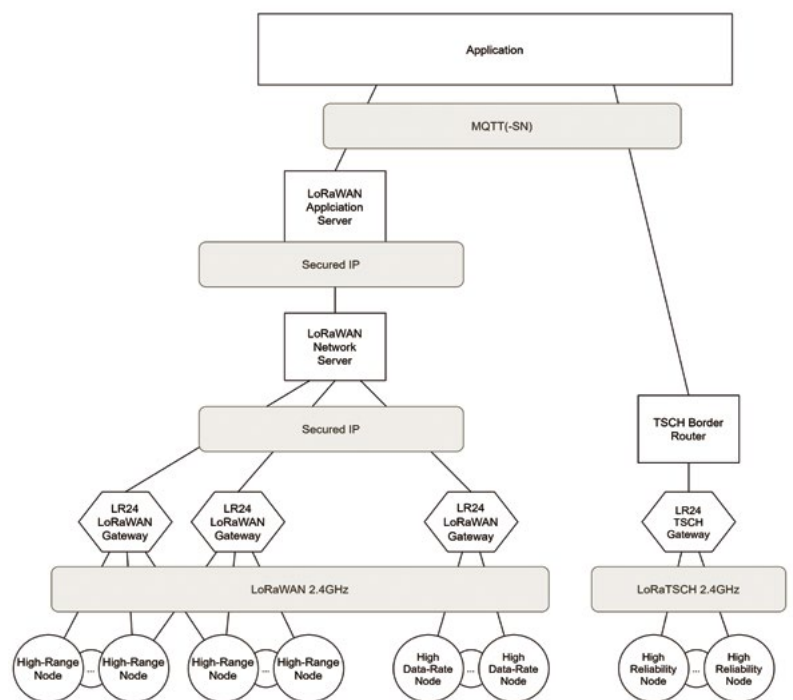 Application
MQTT(-SN)
LoRaWAN
Applciation
Server
Secured IP
LoRaWAN
Network
Server
Secured IP
TSCH Border
Router
LR24
LoRaWAN
Gateway
LR24
LoRaWAN
Gateway
LR24
LoRaWAN
Gateway
LR24
TSCH
Gateway
LoRaWAN 2.4GHz
LoRaTSCH 2.4GHz
High-Range
Node
...
High-Range
Node
High-Range
Node
...
High-Range
Node
High
Data-Rate
Node
...
High
Data-Rate
Node
High
Reliability
Node
...
High
Reliability
Node